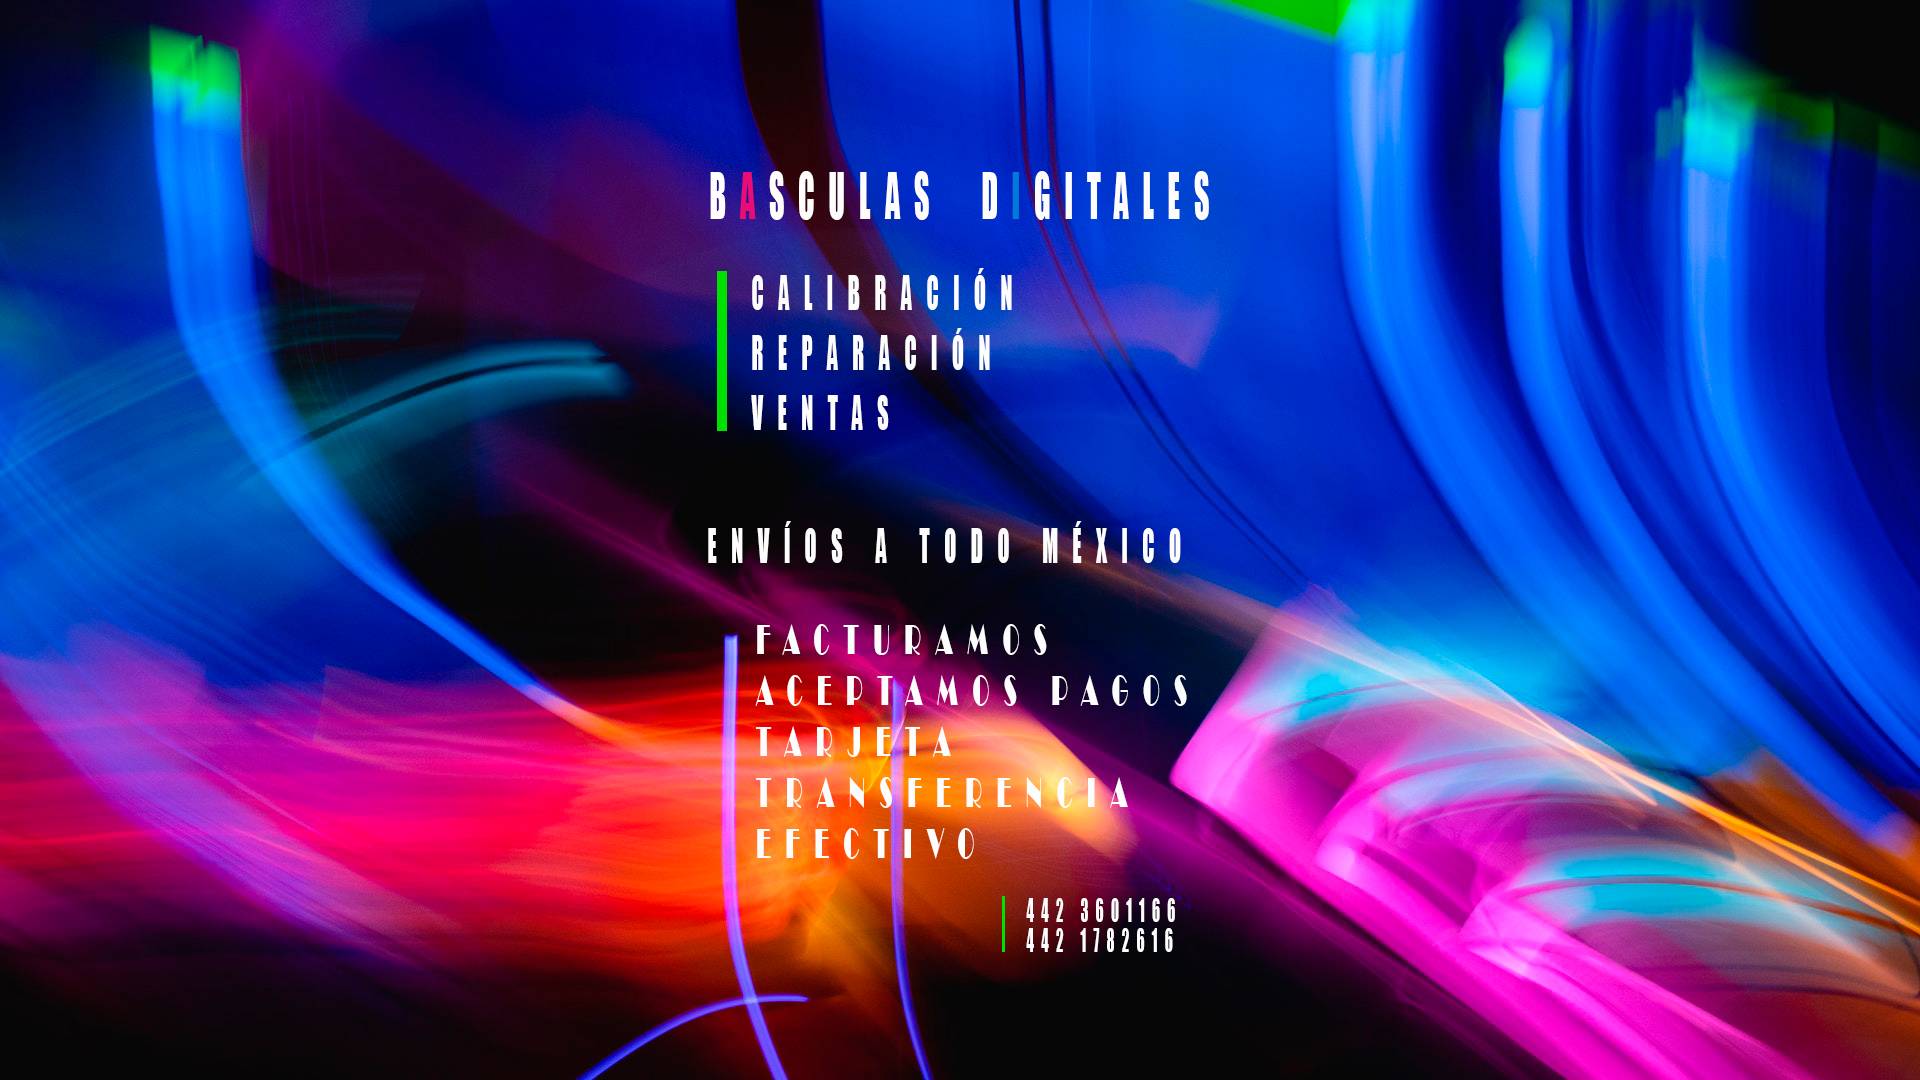 BASCULAS DIGITALES
CALIBRACIÓN
REPARACIÓN
VENTAS
ENVÍOS A TODO MÉXICO
FACTURAMOS
ACEPTAMOS PAGOS
TARJETA
TRANSFERENCIA
EFECTIVO
442 3601166
442 1782616